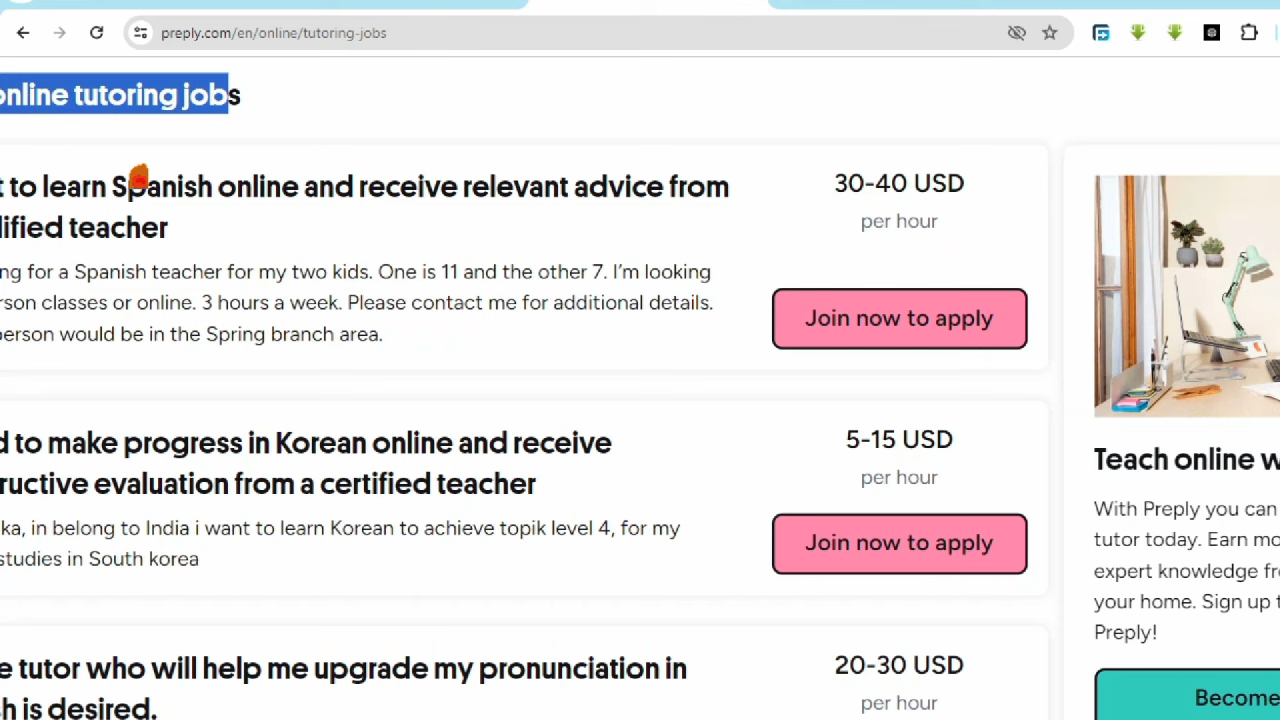 preply.com/en/online/tutoring-jobs
online tutoring jobs
t to learn Spanish online and receive relevant advice from
lified teacher
ng for a Spanish teacher for my two kids. One is 11 and the other 7. I'm looking
rson classes or online. 3 hours a week. Please contact me for additional details.
person would be in the Spring branch area.
30-40 USD
per hour
Join now to apply
d to make progress in Korean online and receive
ructive evaluation from a certified teacher
ka, in belong to India i want to learn Korean to achieve topik level 4, for my
studies in South korea
5-15 USD
per hour
Join now to apply
e tutor who will help me upgrade my pronunciation in
sh is desired.
20-30 USD
per hour
Teach online w
With Preply you can
tutor today. Earn mo
expert knowledge fr
your home. Sign up t
Preply!
Become